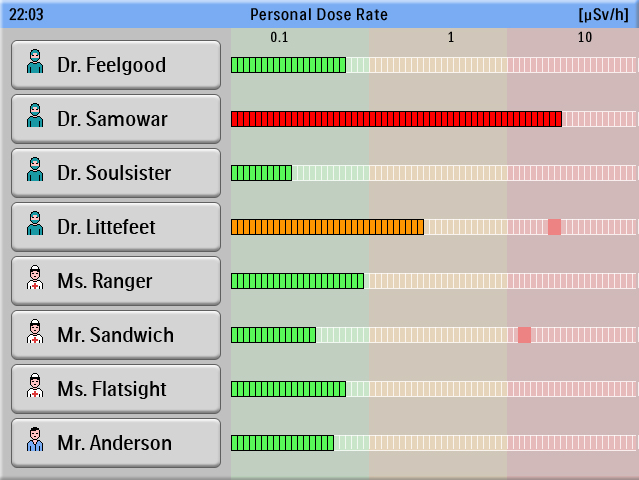 22:03 Personal Dose Rate [µSv/h]
0.1 1 10
Dr. Feelgood
Dr. Samowar
Dr. Soulsister
Dr. Littefeet
Ms. Ranger
Mr. Sandwich
Ms. Flatsight
Mr. Anderson